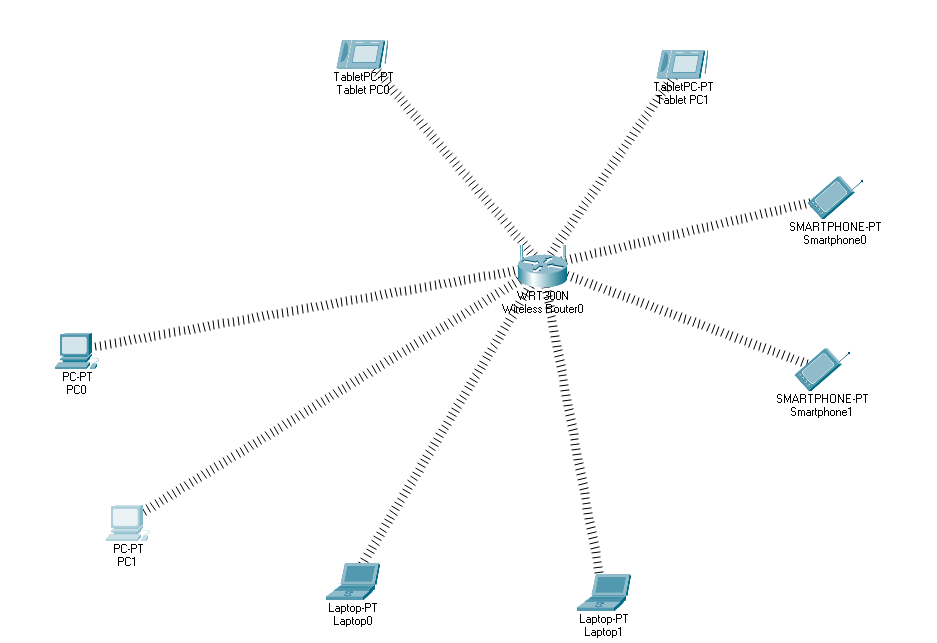 TabletPC-PT
Tablet PC0
TabletPC-PT
Tablet PC1
SMARTPHONE-PT
Smartphone0
WRT300N
Wireless Router0
PC-PT
PC0
SMARTPHONE-PT
Smartphone1
PC-PT
PC1
Laptop-PT
Laptop0
Laptop-PT
Laptop1